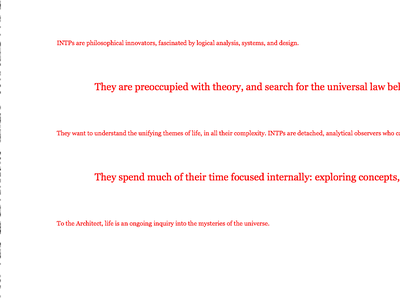 INTPs are philosophical innovators, fascinated by logical analysis, systems, and design.
They are preoccupied with theory, and search for the universal law
They want to understand the unifying themes of life, in all their complexity. INTPs are detached, analytical observers who
They spend much of their time focused internally: exploring concepts,
To the Architect, life is an ongoing inquiry into the mysteries of the universe.